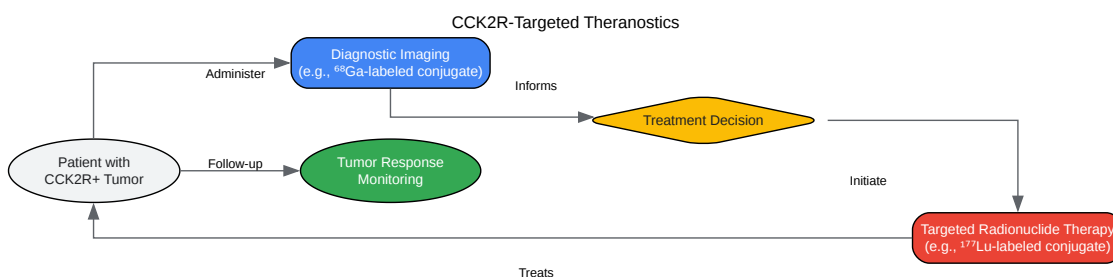 CCK2R-Targeted Theranostics
Diagnostic Imaging
(e.g., ⁶⁸Ga-labeled conjugate)
Administer
Informs
Treatment Decision
Patient with
CCK2R+ Tumor
Follow-up
Tumor Response
Monitoring
Initiate
Targeted Radionuclide Therapy
(e.g., ¹⁷⁷Lu-labeled conjugate)
Treats